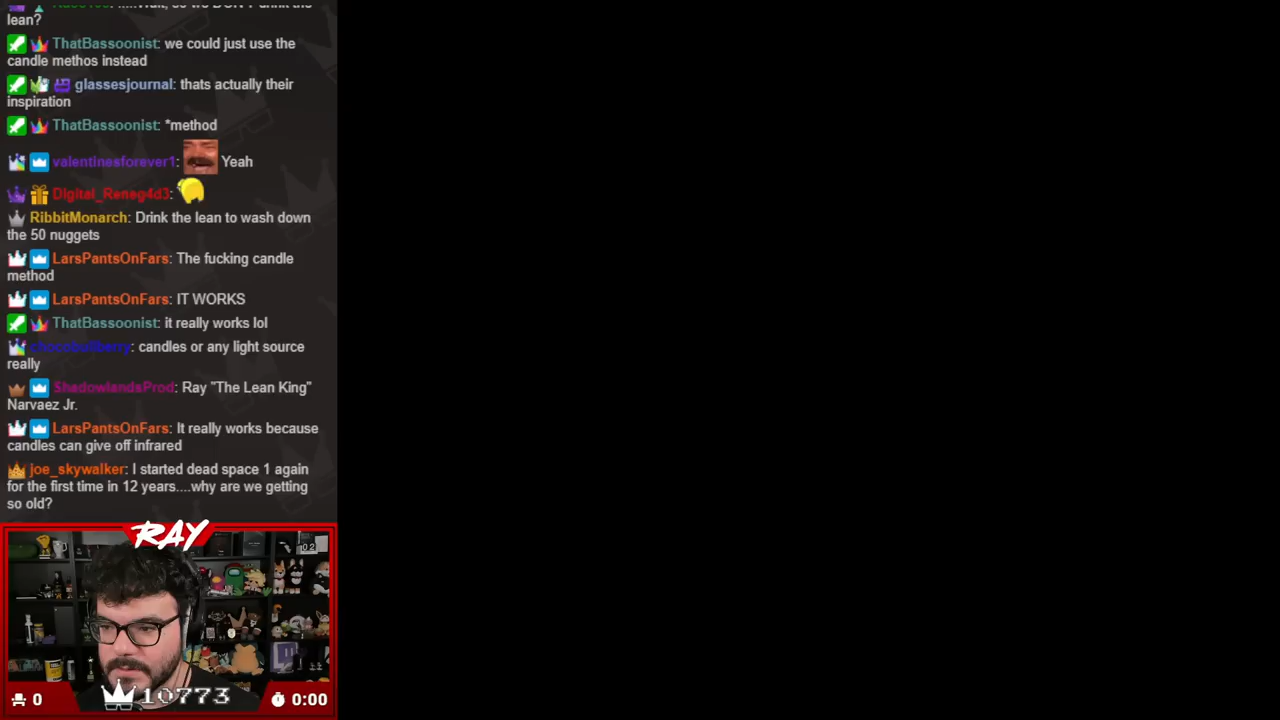 lean?
ThatBassoonist: we could just use the
candle methos instead
glassesjournal: thats actually their
inspiration
ThatBassoonist: *method
valentinesforever1: Yeah
Digital_Reneg4d3:
RibbitMonarch: Drink the lean to wash down
the 50 nuggets
LarsPantsOnFars: The fucking candle
method
LarsPantsOnFars: IT WORKS
ThatBassoonist: it really works lol
chocobullberry: candles or any light source
really
ShadowlandsProd: Ray "The Lean King"
Narvaez Jr.
LarsPantsOnFars: It really works because
candles can give off infrared
joe_skywalker: I started dead space 1 again
for the first time in 12 years....why are we getting
so old?
RAY
0
10773
0:00